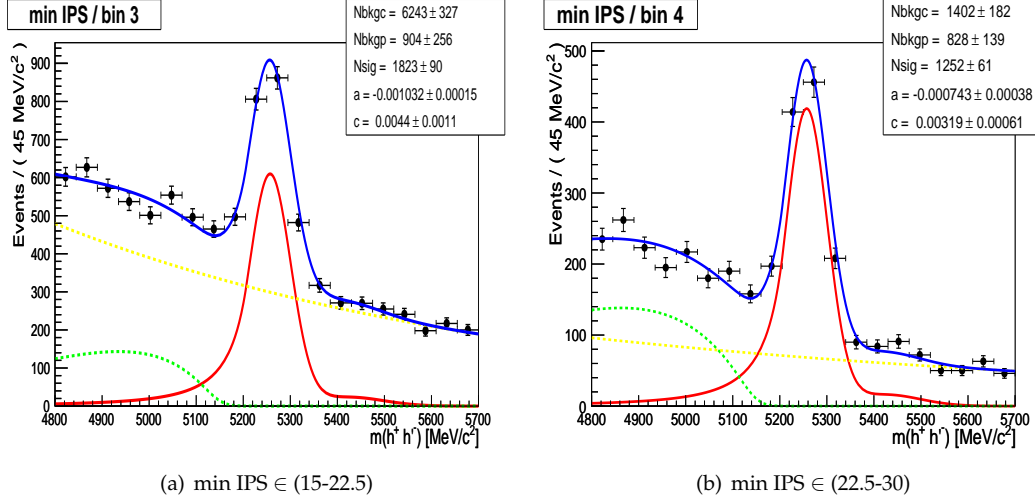 min IPS / bin 3
Nbkgc = 6243 ± 327
Nbkgp = 904 ± 256
Nsig = 1823 ± 90
a = -0.001032 ± 0.00015
c = 0.0044 ± 0.0011
Events / ( 45 MeV/c² )
900
800
700
600
500
400
300
200
100
0
4800 4900 5000 5100 5200 5300 5400 5500 5600 5700
m(h⁺ h'⁻) [MeV/c²]
(a) min IPS ∈ (15-22.5)
min IPS / bin 4
Nbkgc = 1402 ± 182
Nbkgp = 828 ± 139
Nsig = 1252 ± 61
a = -0.000743 ± 0.00038
c = 0.00319 ± 0.00061
Events / ( 45 MeV/c² )
500
400
300
200
100
0
4800 4900 5000 5100 5200 5300 5400 5500 5600 5700
m(h⁺ h'⁻) [MeV/c²]
(b) min IPS ∈ (22.5-30)